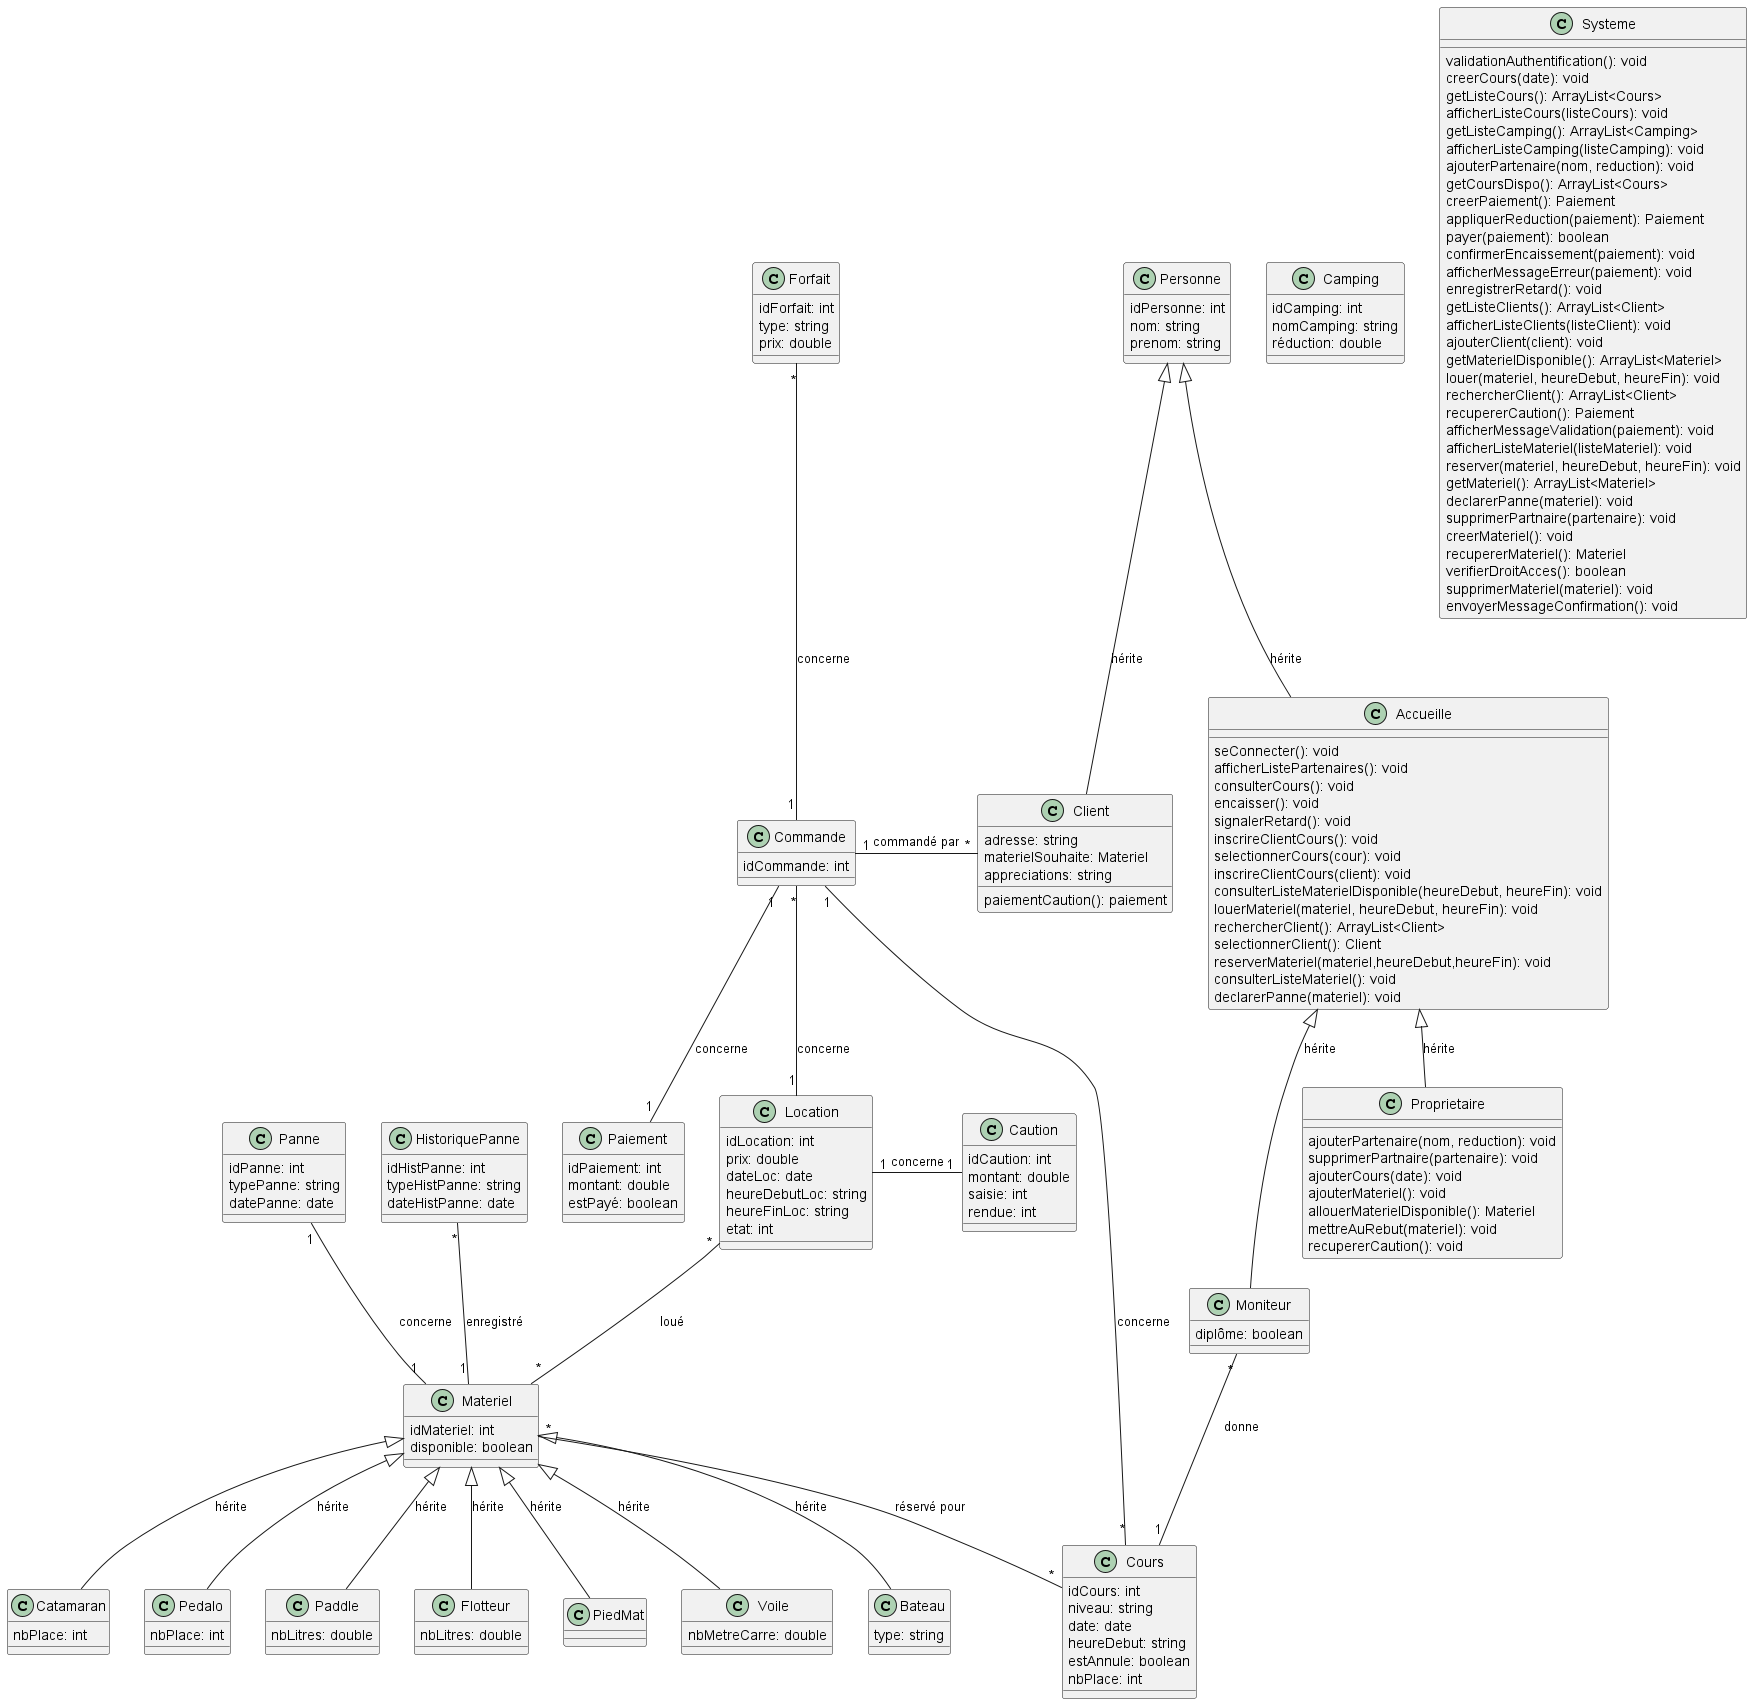 Systeme
validationAuthentification(): void
creerCours(date): void
getListeCours(): ArrayList<Cours>
afficherListeCours(listeCours): void
getListeCamping(): ArrayList<Camping>
afficherListeCamping(listeCamping): void
ajouterPartenaire(nom, reduction): void
getCoursDispo(): ArrayList<Cours>
creerPaiement(): Paiement
appliquerReduction(paiement): Paiement
payer(paiement): boolean
confirmerEncaissement(paiement): void
afficherMessageErreur(paiement): void
enregistrerRetard(): void
getListeClients(): ArrayList<Client>
afficherListeClients(listeClient): void
ajouterClient(client): void
getMaterielDisponible(): ArrayList<Materiel>
louer(materiel, heureDebut, heureFin): void
rechercherClient(): ArrayList<Client>
recupererCaution(): Paiement
afficherMessageValidation(paiement): void
afficherListeMateriel(listeMateriel): void
reserver(materiel, heureDebut, heureFin): void
getMateriel(): ArrayList<Materiel>
declarerPanne(materiel): void
supprimerPartnaire(partenaire): void
creerMateriel(): void
recupererMateriel(): Materiel
verifierDroitAcces(): boolean
supprimerMateriel(materiel): void
envoyerMessageConfirmation(): void
C
Forfait
idForfait: int
type: string
prix: double
C
Personne
idPersonne: int
nom: string
prenom: string
C
Camping
idCamping: int
nomCamping: string
réduction: double
C
*
concerne
1
hérite
hérite
C
Accueille
seConnecter(): void
afficherListePartenaires(): void
consulterCours(): void
encaisser(): void
signalerRetard(): void
inscrireClientCours(): void
selectionnerCours(cour): void
inscrireClientCours(client): void
consulterListeMaterielDisponible(heureDebut, heureFin): void
louerMateriel(materiel, heureDebut, heureFin): void
rechercherClient(): ArrayList<Client>
selectionnerClient(): Client
reserverMateriel(materiel,heureDebut,heureFin): void
consulterListeMateriel(): void
declarerPanne(materiel): void
C
Commande
idCommande: int
1 commandé par *
C
Client
adresse: string
materielSouhaite: Materiel
appreciations: string
paiementCaution(): paiement
C
1
*
1
concerne
concerne
1
1
hérite
hérite
C
Proprietaire
ajouterPartenaire(nom, reduction): void
supprimerPartnaire(partenaire): void
ajouterCours(date): void
ajouterMateriel(): void
allouerMaterielDisponible(): Materiel
mettreAuRebut(materiel): void
recupererCaution(): void
C
Panne
idPanne: int
typePanne: string
datePanne: date
C
HistoriquePanne
idHistPanne: int
typeHistPanne: string
dateHistPanne: date
C
Paiement
idPaiement: int
montant: double
estPayé: boolean
C
Location
idLocation: int
prix: double
dateLoc: date
heureDebutLoc: string
heureFinLoc: string
etat: int
1 concerne 1
C
Caution
idCaution: int
montant: double
saisie: int
rendue: int
C
Moniteur
diplôme: boolean
1
*
*
concerne
enregistré
loué
concerne
1
1
*
*
donne
C
Materiel
idMateriel: int
disponible: boolean
*
hérite
hérite
hérite
hérite
hérite
hérite
hérite
réservé pour
*
1
*
C
Catamaran
nbPlace: int
C
Pedalo
nbPlace: int
C
Paddle
nbLitres: double
C
Flotteur
nbLitres: double
C
PiedMat
C
Voile
nbMetreCarre: double
C
Bateau
type: string
C
Cours
idCours: int
niveau: string
date: date
heureDebut: string
estAnnule: boolean
nbPlace: int